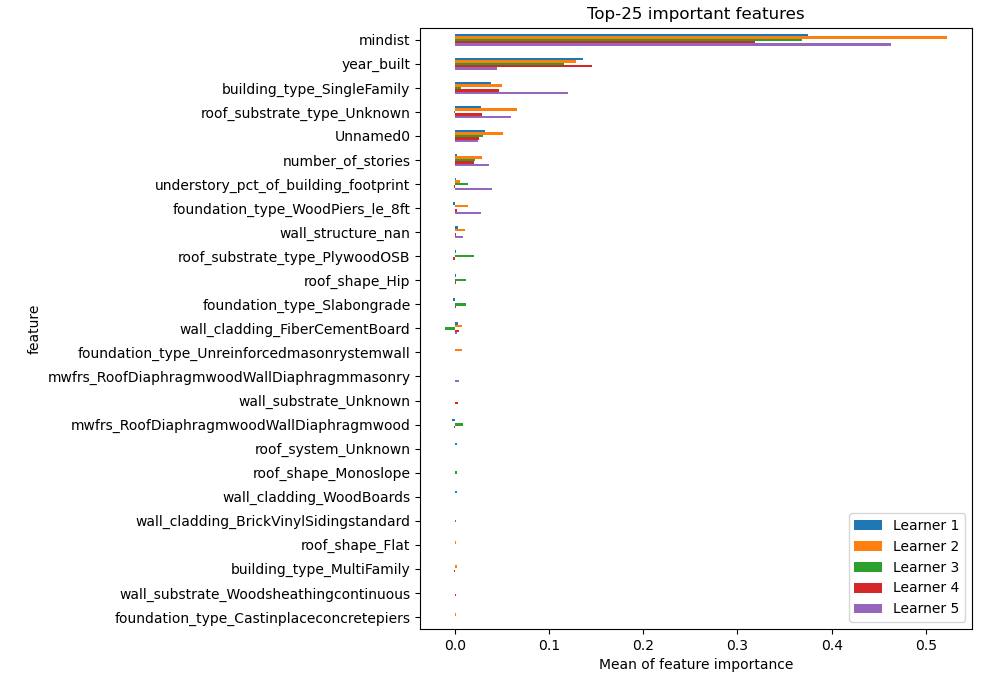 Top-25 important features
mindist
year_built
building_type_SingleFamily
roof_substrate_type_Unknown
Unnamed0
number_of_stories
understory_pct_of_building_footprint
foundation_type_WoodPiers_le_8ft
wall_structure_nan
roof_substrate_type_PlywoodOSB
roof_shape_Hip
foundation_type_Slabongrade
wall_cladding_FiberCementBoard
foundation_type_Unreinforcedmasonrystemwall
mwfrs_RoofDiaphragmwoodWallDiaphragmmasonry
wall_substrate_Unknown
mwfrs_RoofDiaphragmwoodWallDiaphragmwood
roof_system_Unknown
roof_shape_Monoslope
wall_cladding_WoodBoards
wall_cladding_BrickVinylSidingstandard
roof_shape_Flat
building_type_MultiFamily
wall_substrate_Woodsheathingcontinuous
foundation_type_Castinplaceconcretepiers
feature
Learner 1
Learner 2
Learner 3
Learner 4
Learner 5
0.0 0.1 0.2 0.3 0.4 0.5
Mean of feature importance